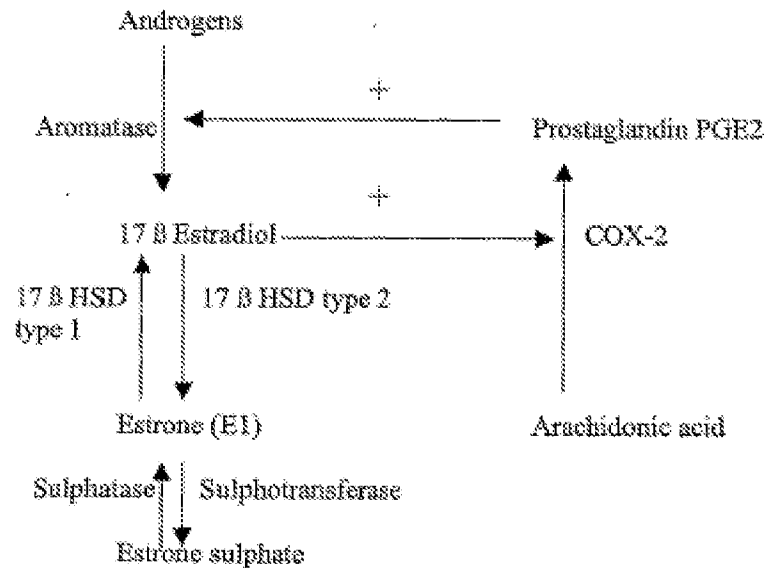 Androgens
+
Aromatase
Prostaglandin PGE2
+
17 ß Estradiol
COX-2
17 ß HSD
type 1
17 ß HSD type 2
Estrone (E1)
Arachidonic acid
Sulphatase
Sulphotransferase
Estrone sulphate